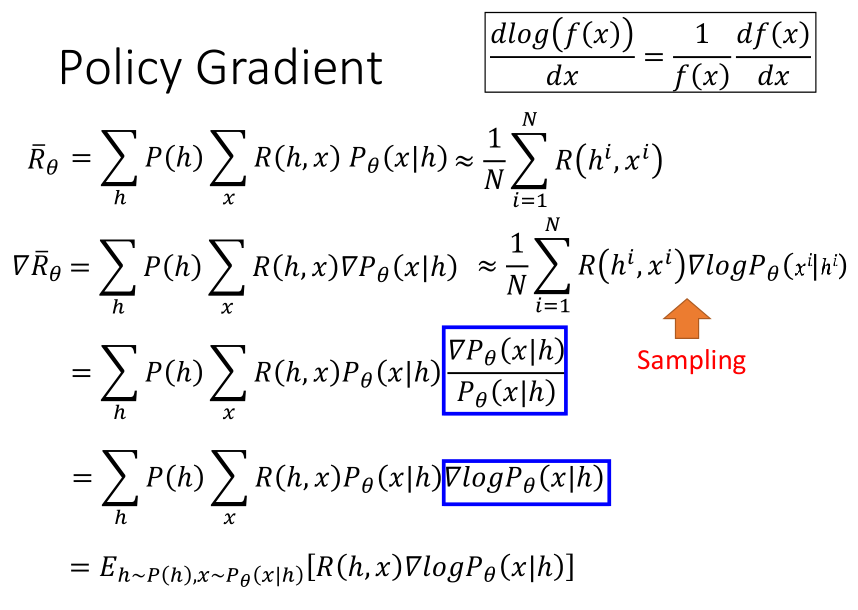 Policy Gradient
$\frac{dlog(f(x))}{dx} = \frac{1}{f(x)} \frac{df(x)}{dx}$
$\bar{R}_\theta = \sum_h P(h) \sum_x R(h,x) \, P_\theta(x|h) \approx \frac{1}{N} \sum_{i=1}^{N} R(h^i, x^i)$
$\nabla \bar{R}_\theta = \sum_h P(h) \sum_x R(h,x) \nabla P_\theta(x|h) \approx \frac{1}{N} \sum_{i=1}^{N} R(h^i, x^i) \nabla log P_\theta(x^i|h^i)$
$= \sum_h P(h) \sum_x R(h,x) P_\theta(x|h) \frac{\nabla P_\theta(x|h)}{P_\theta(x|h)}$
Sampling
$= \sum_h P(h) \sum_x R(h,x) P_\theta(x|h) \nabla log P_\theta(x|h)$
$= E_{h \sim P(h), x \sim P_\theta(x|h)} [R(h,x) \nabla log P_\theta(x|h)]$